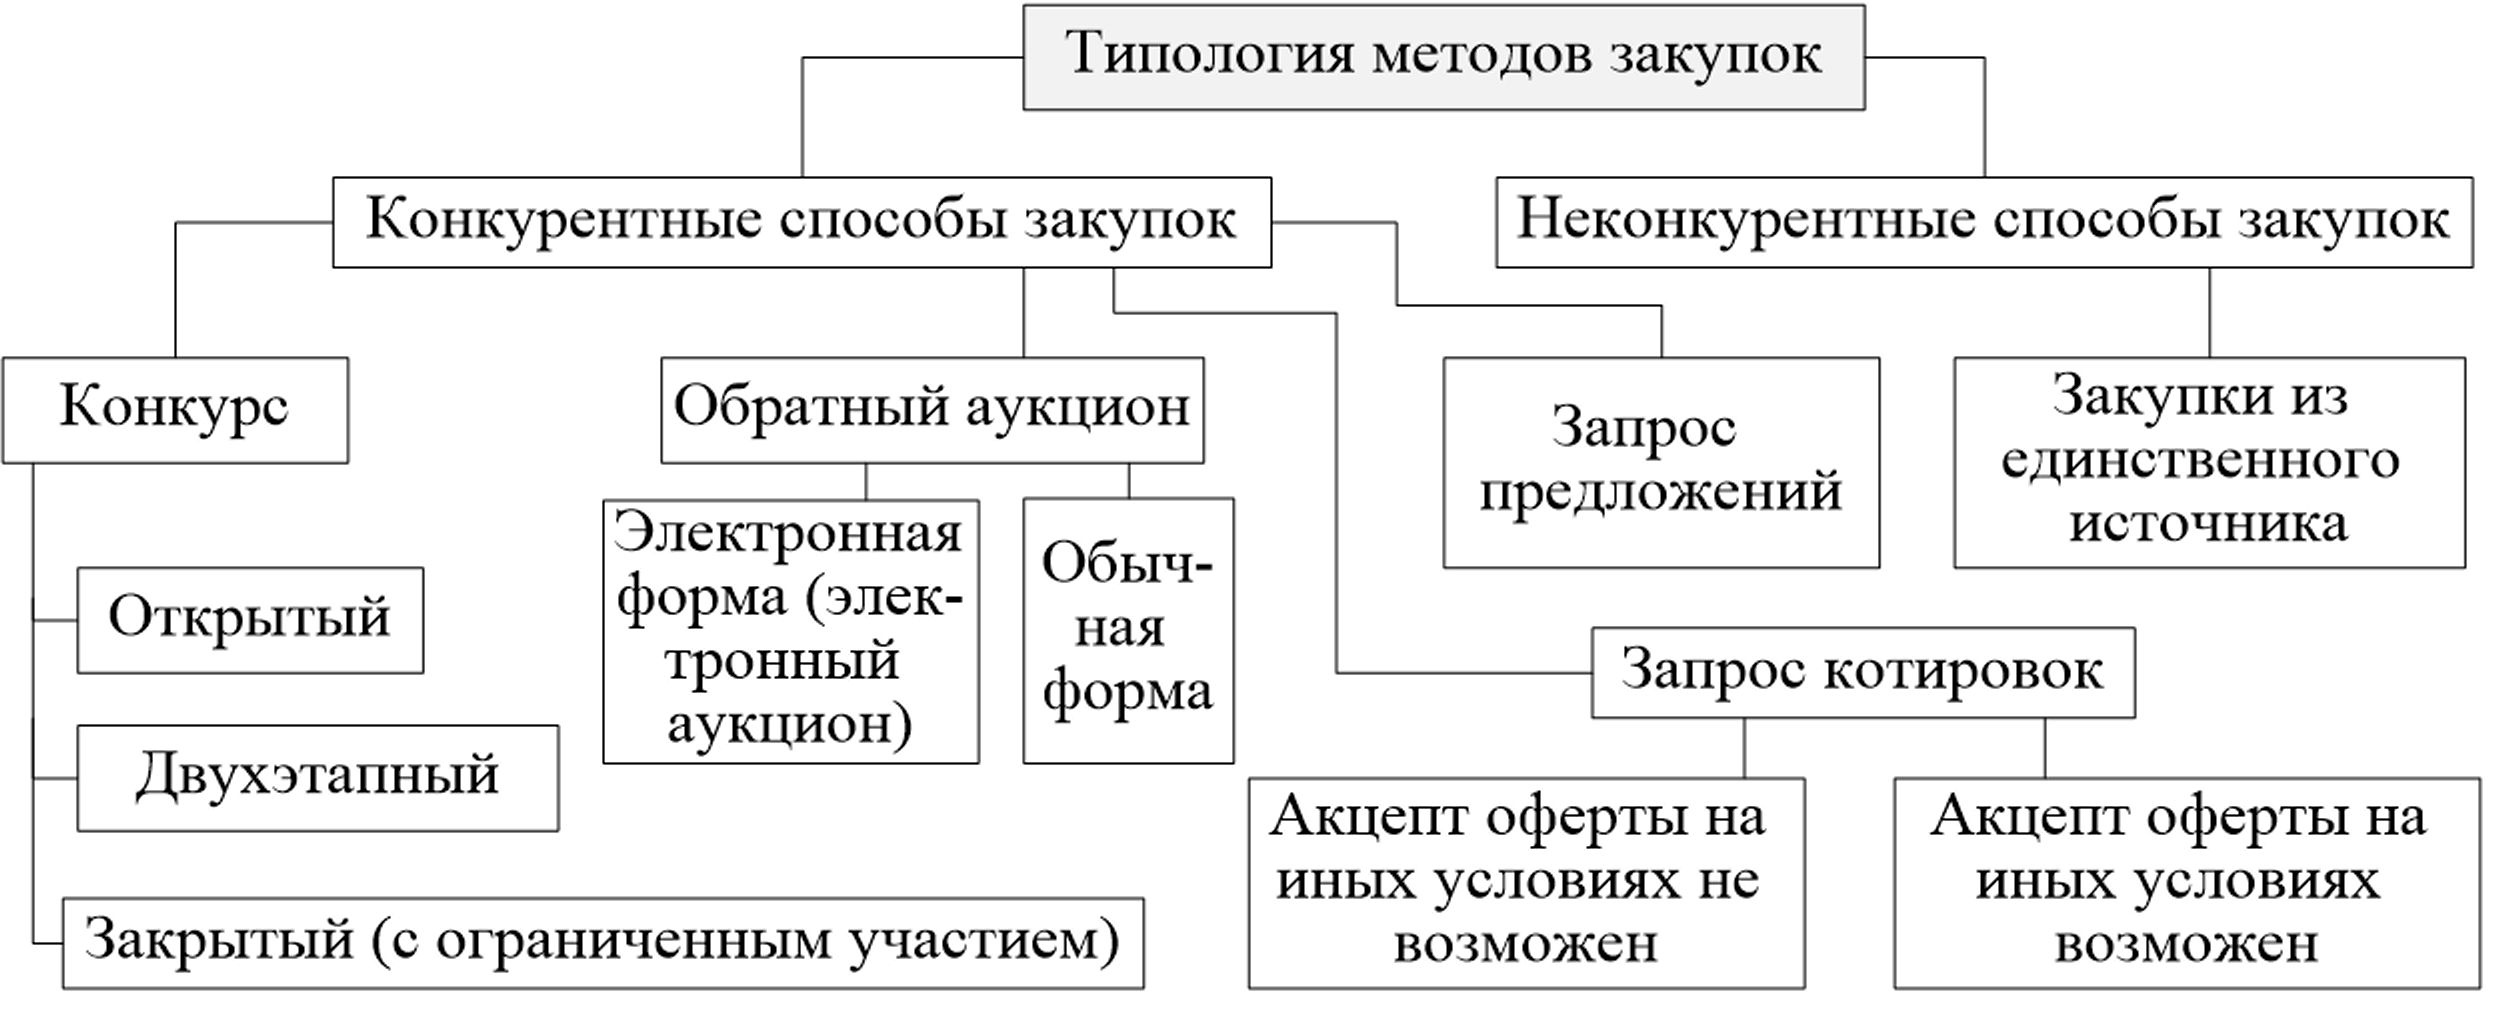 Типология методов закупок
Конкурентные способы закупок
Неконкурентные способы закупок
Конкурс
Обратный аукцион
Запрос
предложений
Закупки из
единственного
источника
Электронная
форма (элек-
тронный
аукцион)
Обыч-
ная
форма
Открытый
Двухэтапный
Закрытый (с ограниченным участием)
Запрос котировок
Акцепт оферты на
иных условиях не
возможен
Акцепт оферты на
иных условиях
возможен